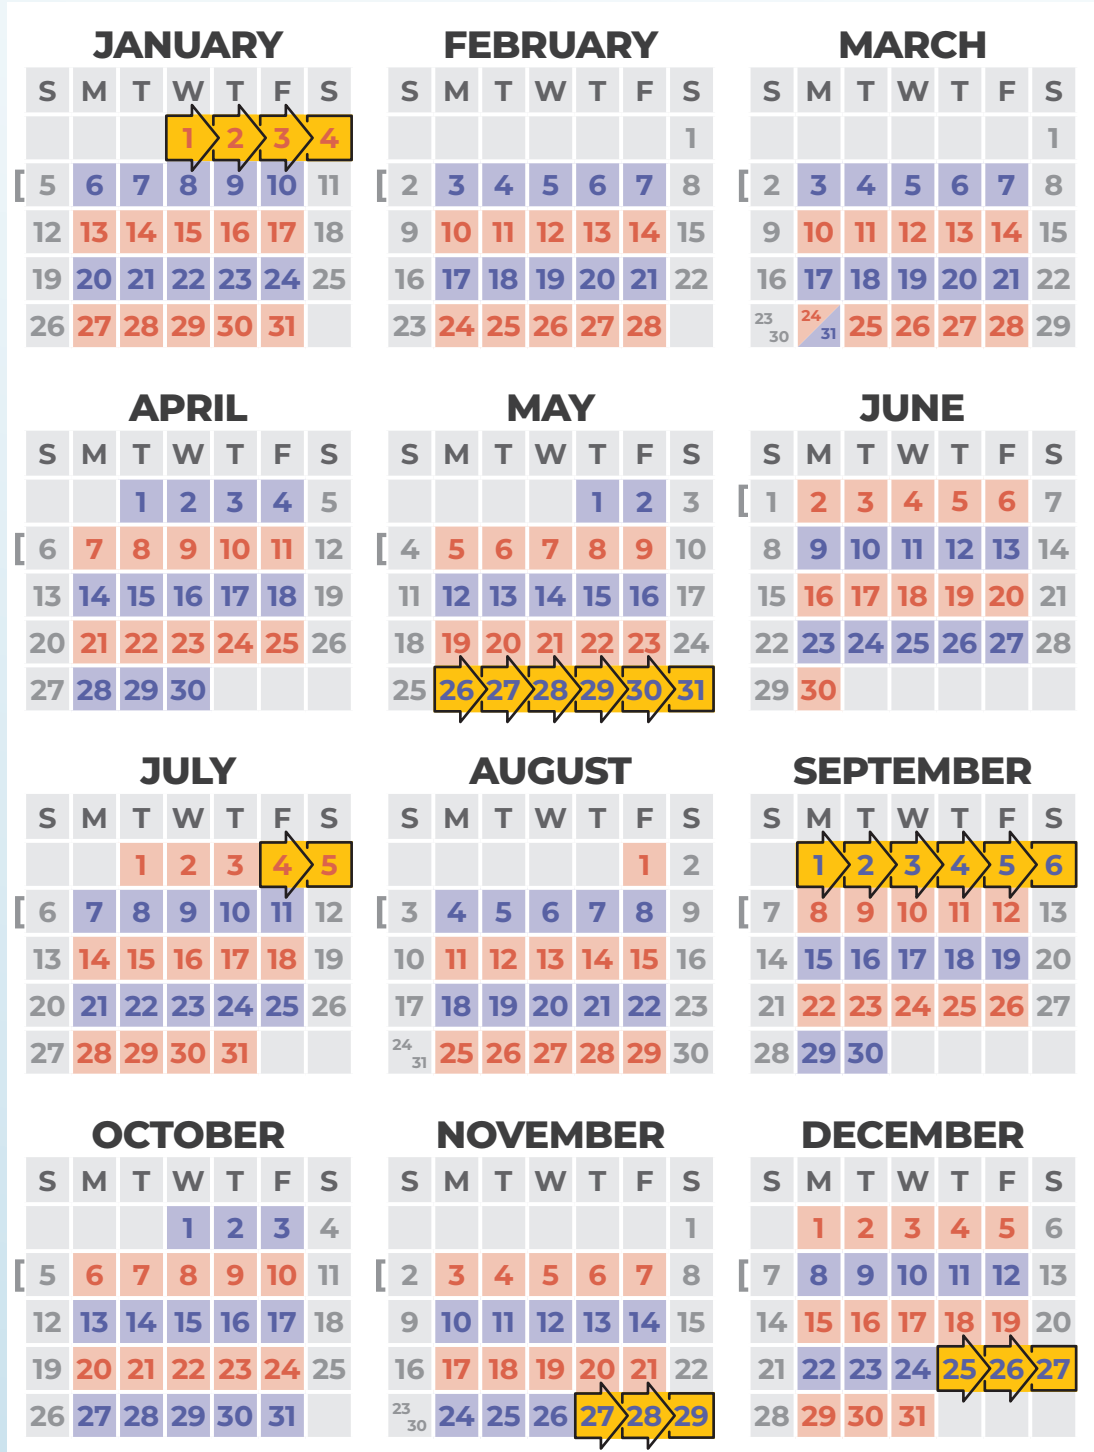 JANUARY
S M T W T F S
1 2 3 4
[ 5 6 7 8 9 10 11
12 13 14 15 16 17 18
19 20 21 22 23 24 25
26 27 28 29 30 31
FEBRUARY
S M T W T F S
1
[ 2 3 4 5 6 7 8
9 10 11 12 13 14 15
16 17 18 19 20 21 22
23 24 25 26 27 28
MARCH
S M T W T F S
1
[ 2 3 4 5 6 7 8
9 10 11 12 13 14 15
16 17 18 19 20 21 22
23 30 24 31 25 26 27 28 29
APRIL
S M T W T F S
1 2 3 4 5
[ 6 7 8 9 10 11 12
13 14 15 16 17 18 19
20 21 22 23 24 25 26
27 28 29 30
MAY
S M T W T F S
1 2 3
[ 4 5 6 7 8 9 10
11 12 13 14 15 16 17
18 19 20 21 22 23 24
25 26 27 28 29 30 31
JUNE
S M T W T F S
[ 1 2 3 4 5 6 7
8 9 10 11 12 13 14
15 16 17 18 19 20 21
22 23 24 25 26 27 28
29 30
JULY
S M T W T F S
1 2 3 4 5
[ 6 7 8 9 10 11 12
13 14 15 16 17 18 19
20 21 22 23 24 25 26
27 28 29 30 31
AUGUST
S M T W T F S
1 2
[ 3 4 5 6 7 8 9
10 11 12 13 14 15 16
17 18 19 20 21 22 23
24 31 25 26 27 28 29 30
SEPTEMBER
S M T W T F S
1 2 3 4 5 6
[ 7 8 9 10 11 12 13
14 15 16 17 18 19 20
21 22 23 24 25 26 27
28 29 30
OCTOBER
S M T W T F S
1 2 3 4
[ 5 6 7 8 9 10 11
12 13 14 15 16 17 18
19 20 21 22 23 24 25
26 27 28 29 30 31
NOVEMBER
S M T W T F S
1
[ 2 3 4 5 6 7 8
9 10 11 12 13 14 15
16 17 18 19 20 21 22
23 30 24 25 26 27 28 29
DECEMBER
S M T W T F S
1 2 3 4 5 6
[ 7 8 9 10 11 12 13
14 15 16 17 18 19 20
21 22 23 24 25 26 27
28 29 30 31